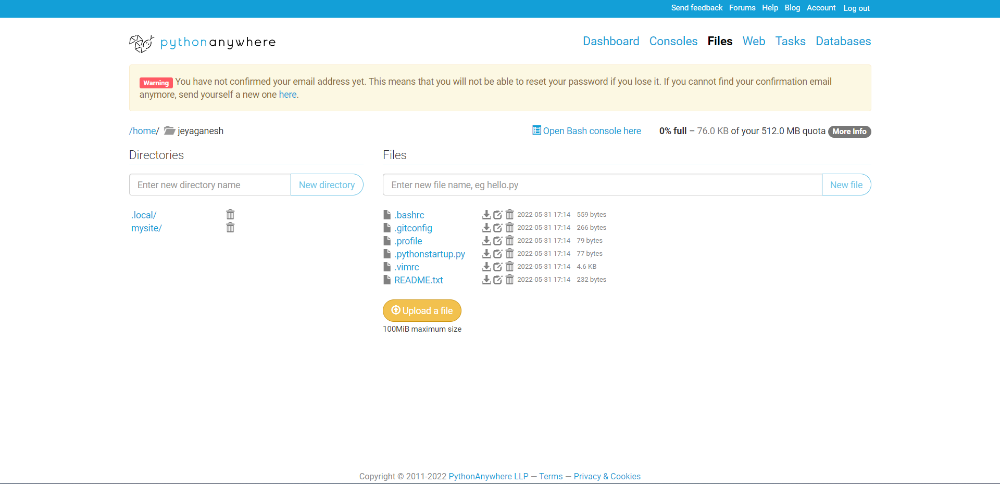 Send feedback Forums Help Blog Account Log out
pythonanywhere
Dashboard Consoles Files Web Tasks Databases
Warning You have not confirmed your email address yet. This means that you will not be able to reset your password if you lose it. If you cannot find your confirmation email
anymore, send yourself a new one here.
/home/ jeyaganesh
Open Bash console here
0% full – 76.0 KB of your 512.0 MB quota More Info
Directories
Enter new directory name New directory
.local/
mysite/
Files
Enter new file name, eg hello.py New file
.bashrc 2022-05-31 17:14 559 bytes
.gitconfig 2022-05-31 17:14 266 bytes
.profile 2022-05-31 17:14 79 bytes
.pythonstartup.py 2022-05-31 17:14 77 bytes
.vimrc 2022-05-31 17:14 4.6 KB
README.txt 2022-05-31 17:14 232 bytes
Upload a file
100MiB maximum size
Copyright © 2011-2022 PythonAnywhere LLP — Terms — Privacy & Cookies